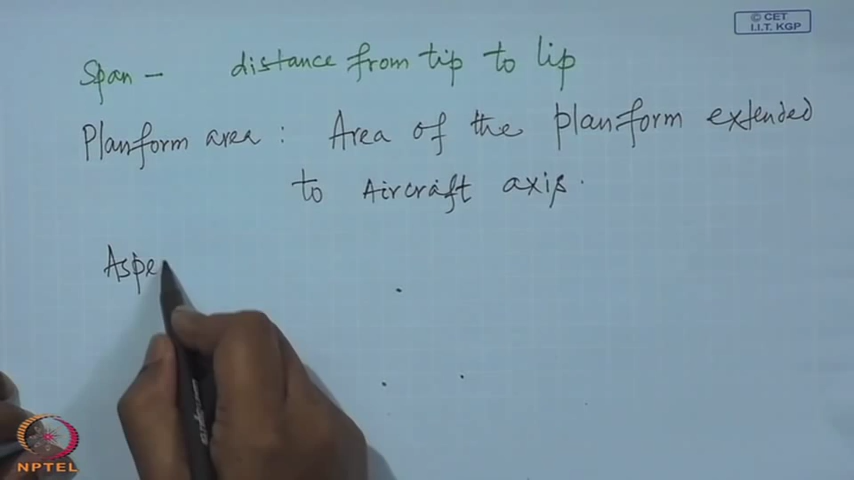 © CET
I.I.T. KGP
Span - distance from tip to tip
Planform area : Area of the planform extended
to Aircraft axis.
Aspe
NPTEL